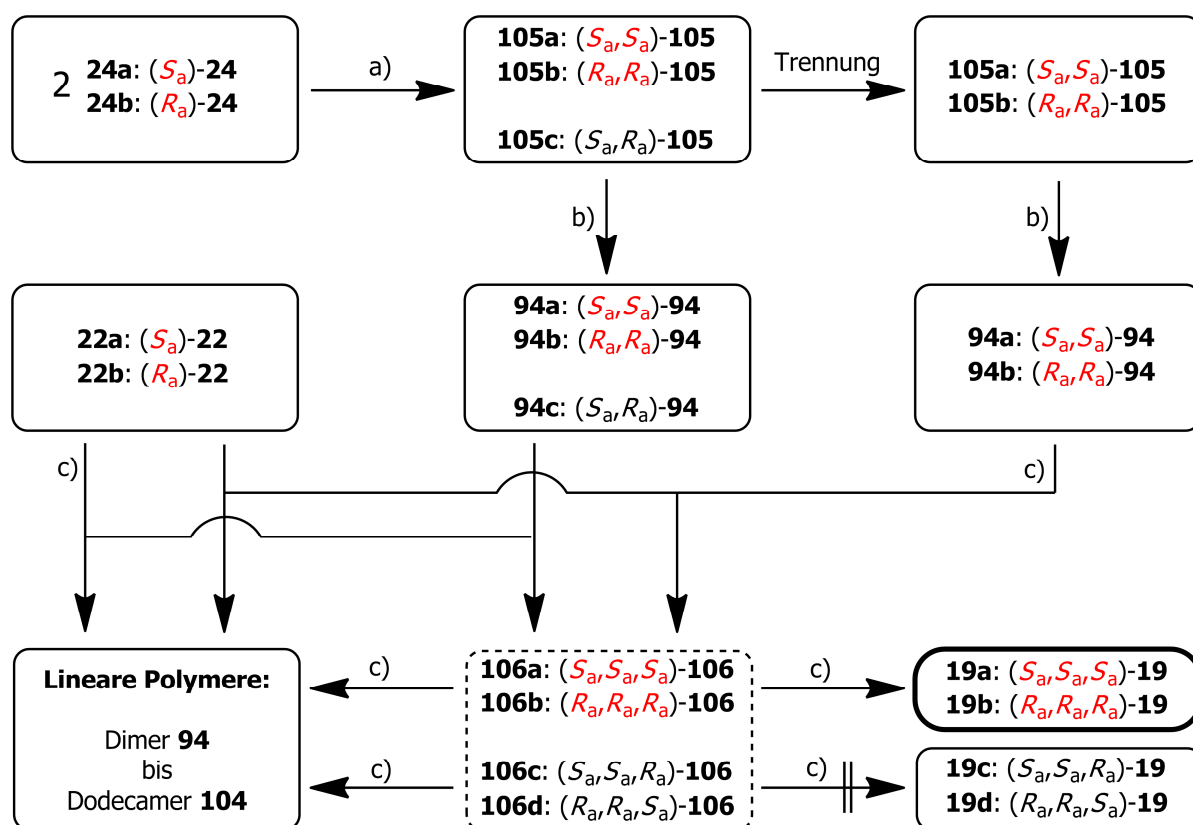 2
24a: (Sa)-24
24b: (Ra)-24
a)
105a: (Sa,Sa)-105
105b: (Ra,Ra)-105
105c: (Sa,Ra)-105
Trennung
105a: (Sa,Sa)-105
105b: (Ra,Ra)-105
b)
b)
22a: (Sa)-22
22b: (Ra)-22
94a: (Sa,Sa)-94
94b: (Ra,Ra)-94
94c: (Sa,Ra)-94
94a: (Sa,Sa)-94
94b: (Ra,Ra)-94
c)
c)
Lineare Polymere:
Dimer 94
bis
Dodecamer 104
c)
c)
106a: (Sa,Sa,Sa)-106
106b: (Ra,Ra,Ra)-106
106c: (Sa,Sa,Ra)-106
106d: (Ra,Ra,Sa)-106
c)
c)
19a: (Sa,Sa,Sa)-19
19b: (Ra,Ra,Ra)-19
19c: (Sa,Sa,Ra)-19
19d: (Ra,Ra,Sa)-19